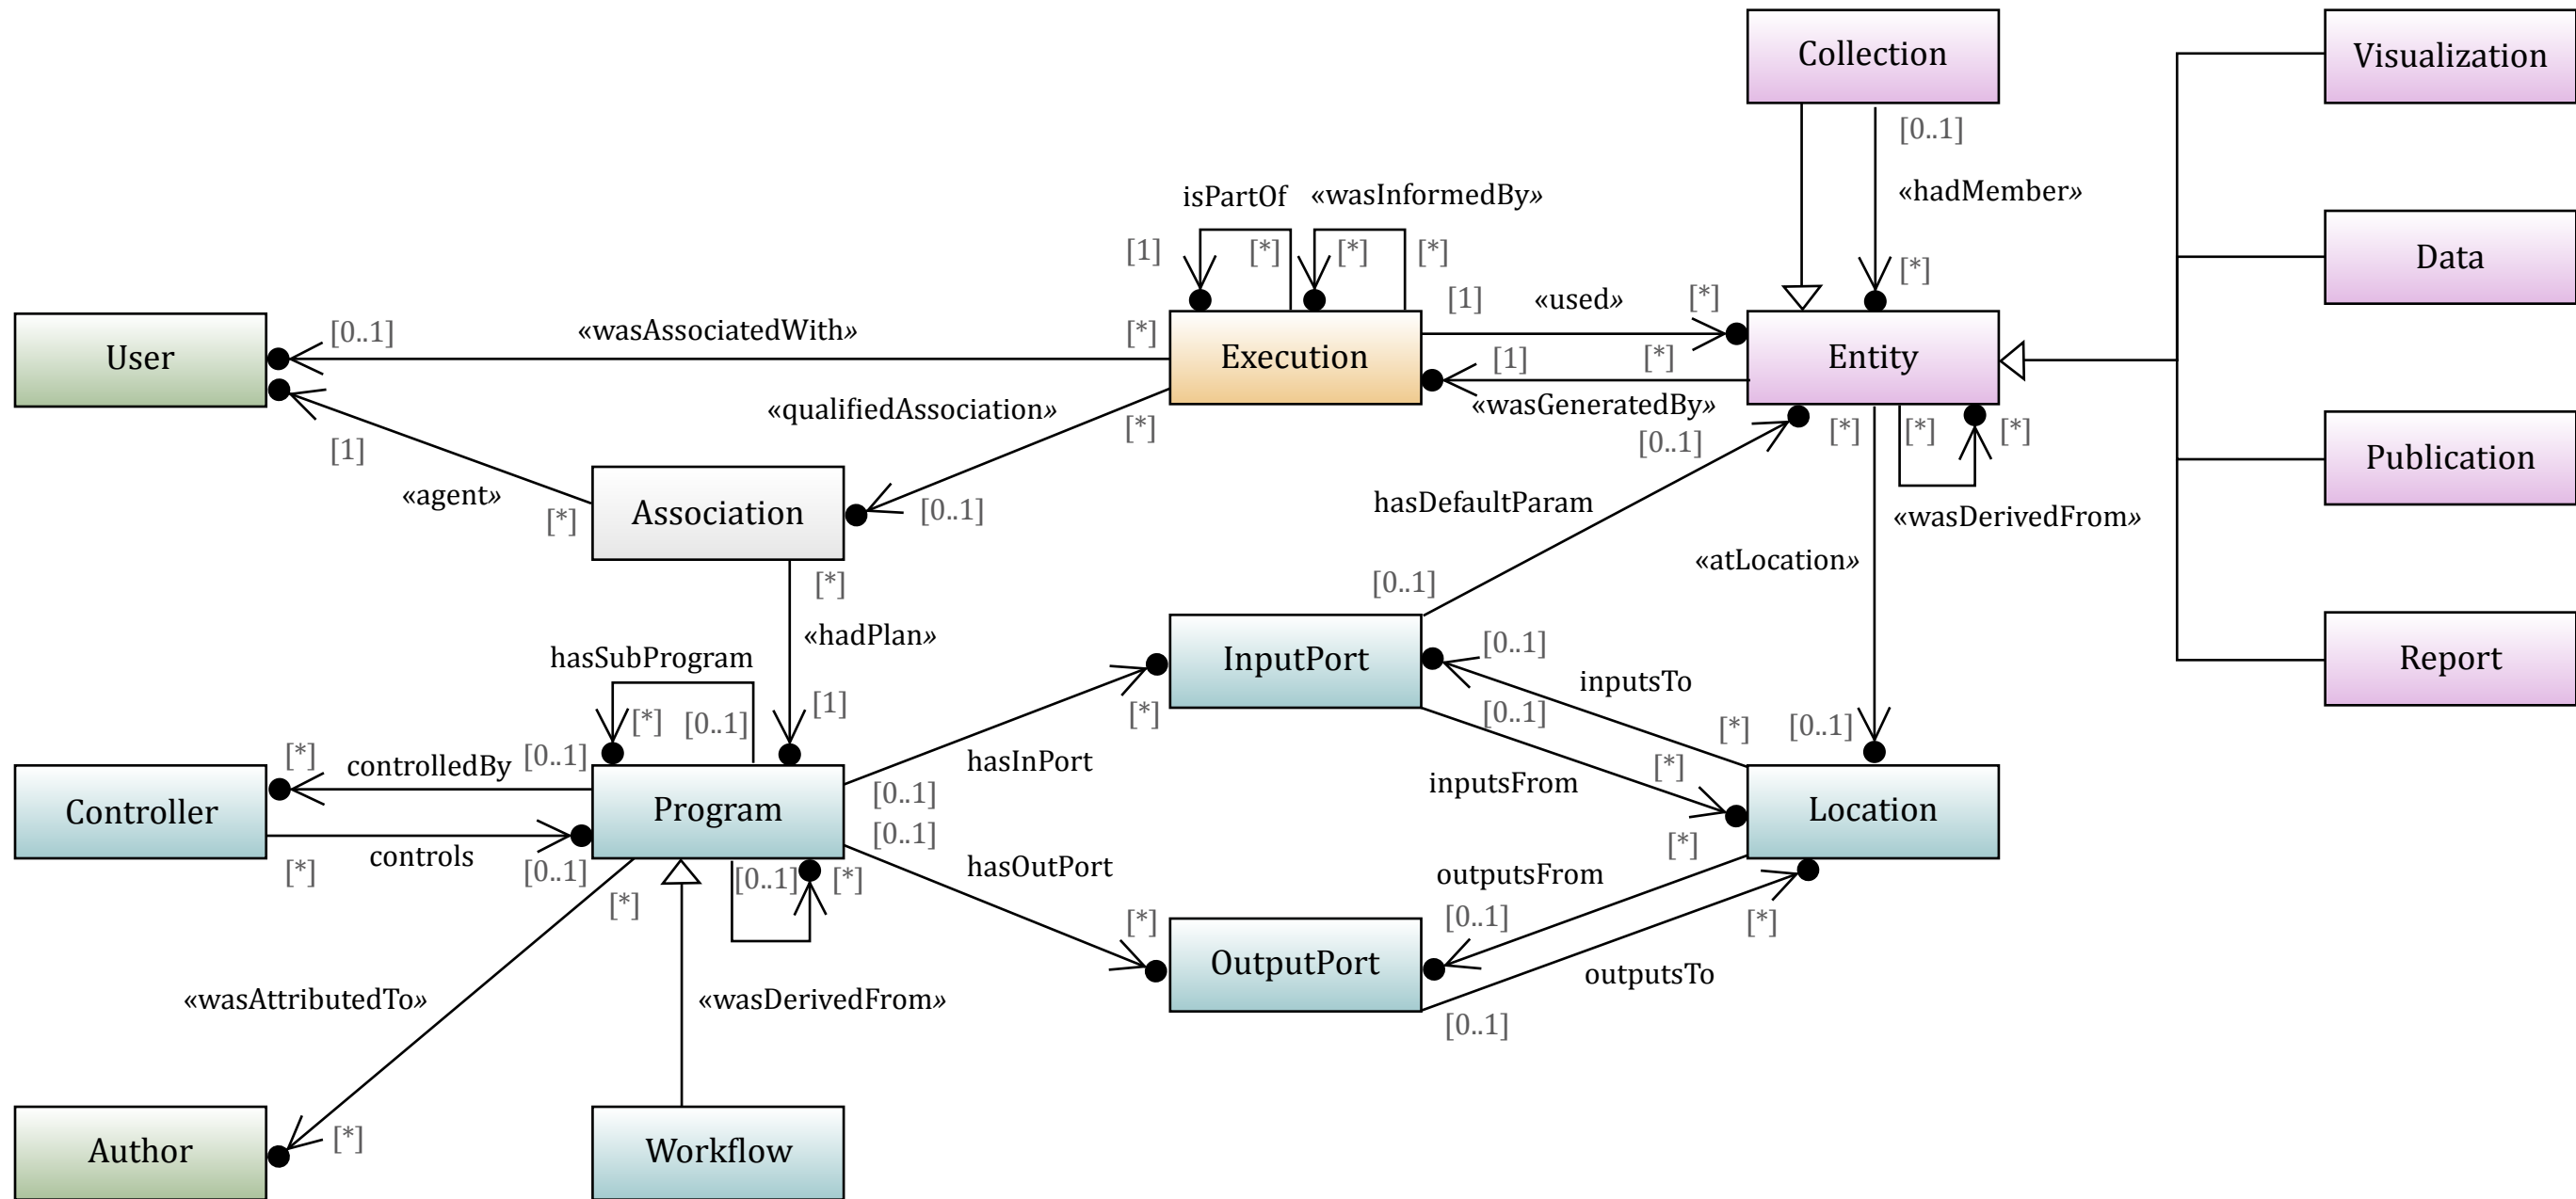 Collection
Visualization
[0..1]
isPartOf
«wasInformedBy»
«hadMember»
Data
[1]
[*]
[*]
[*]
[*]
[1]
«used»
[*]
User
[0..1]
«wasAssociatedWith»
[*]
Execution
Entity
[1]
[*]
«wasGeneratedBy»
«qualifiedAssociation»
[*]
[0..1]
[*]
[*]
[*]
[1]
Publication
«agent»
hasDefaultParam
«wasDerivedFrom»
[*]
Association
[0..1]
«atLocation»
[*]
[0..1]
«hadPlan»
hasSubProgram
InputPort
[0..1]
Report
inputsTo
[*]
[0..1]
[1]
[*]
[0..1]
[*]
[0..1]
[*]
controlledBy
[0..1]
hasInPort
inputsFrom
[*]
Controller
Program
[0..1]
Location
[0..1]
[*]
controls
[0..1]
[*]
hasOutPort
outputsFrom
[*]
[0..1]
[*]
[*]
[0..1]
[*]
OutputPort
outputsTo
«wasAttributedTo»
«wasDerivedFrom»
[0..1]
[*]
Author
Workflow